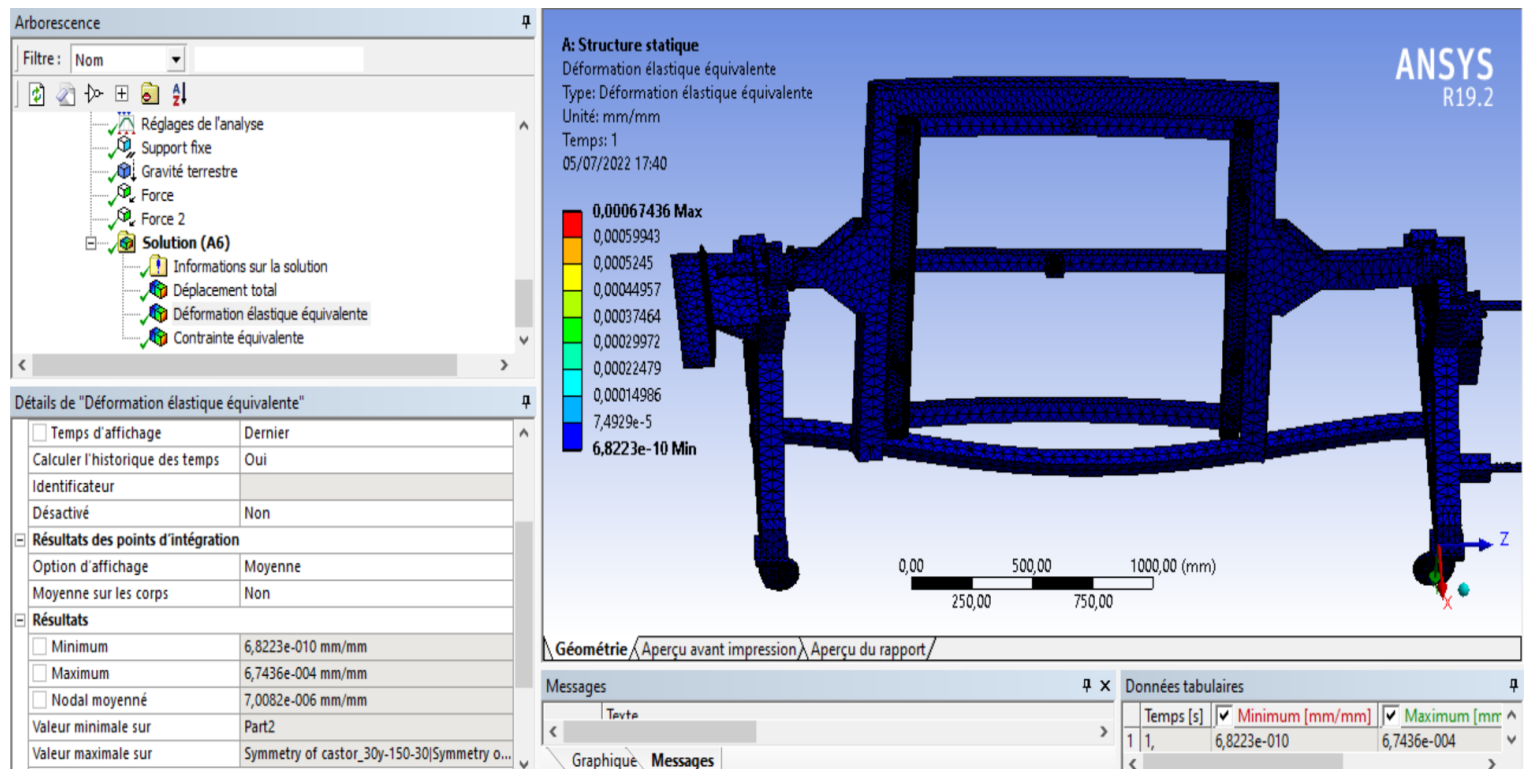 Arborescence
Filtre : Nom
Réglages de l'analyse
Support fixe
Gravité terrestre
Force
Force 2
Solution (A6)
Informations sur la solution
Déplacement total
Déformation élastique équivalente
Contrainte équivalente
Détails de "Déformation élastique équivalente"
Temps d'affichage Dernier
Calculer l'historique des temps Oui
Identificateur
Désactivé Non
Résultats des points d'intégration
Option d'affichage Moyenne
Moyenne sur les corps Non
Résultats
Minimum 6,8223e-010 mm/mm
Maximum 6,7436e-004 mm/mm
Nodal moyenné 7,0082e-006 mm/mm
Valeur minimale sur Part2
Valeur maximale sur Symmetry of castor_30y-150-30|Symmetry o...
A: Structure statique
Déformation élastique équivalente
Type: Déformation élastique équivalente
Unité: mm/mm
Temps: 1
05/07/2022 17:40
0,00067436 Max
0,00059943
0,0005245
0,00044957
0,00037464
0,00029972
0,00022479
0,00014986
7,4929e-5
6,8223e-10 Min
ANSYS
R19.2
0,00 500,00 1000,00 (mm)
250,00 750,00
Z
X
Géométrie Aperçu avant impression Aperçu du rapport
Messages
Texte
Graphique Messages
Données tabulaires
Temps [s] Minimum [mm/mm] Maximum [mm
1 1, 6,8223e-010 6,7436e-004